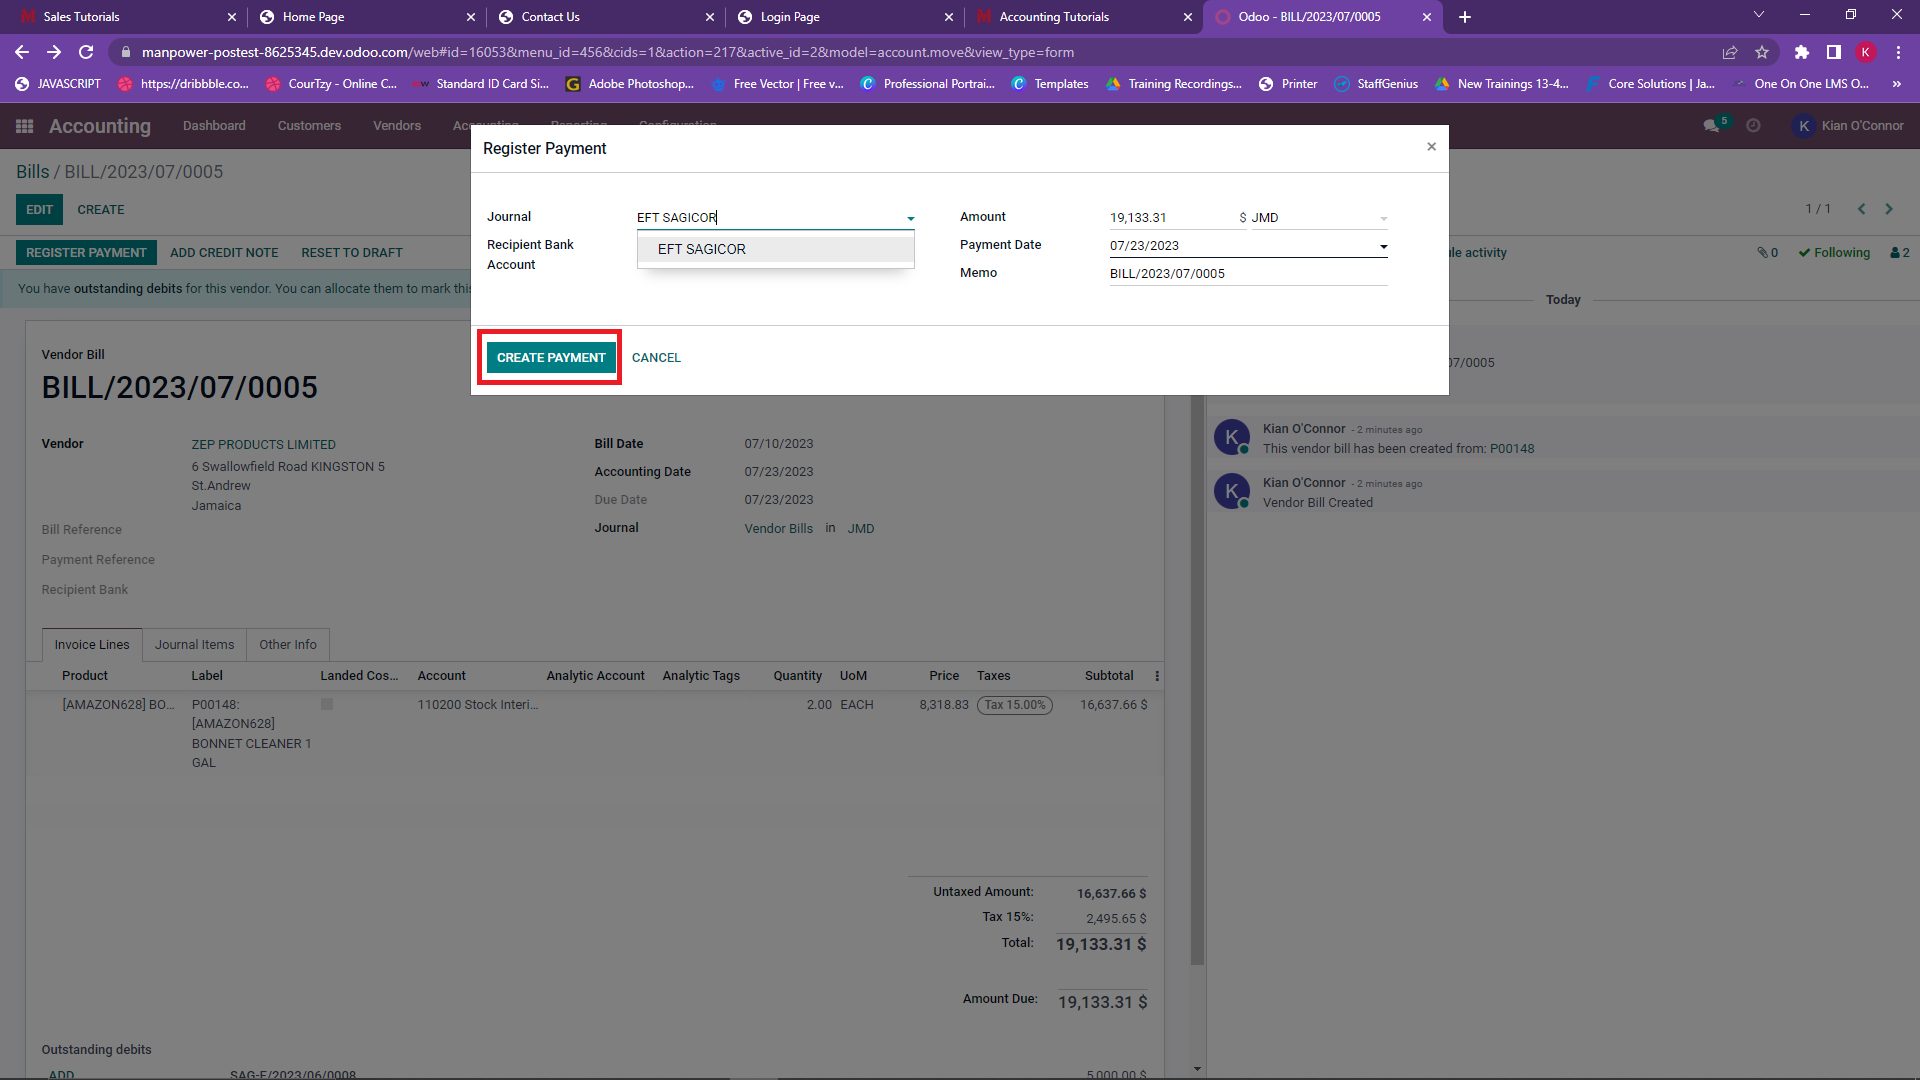 Sales Tutorials
Home Page
Contact Us
Login Page
Accounting Tutorials
Odoo - BILL/2023/07/0005
manpower-postest-8625345.dev.odoo.com/web#id=16053&menu_id=456&cids=1&action=217&active_id=2&model=account.move&view_type=form
K
JAVASCRIPT https://dribbble.co... CourTzy - Online C... Standard ID Card Si... Adobe Photoshop... Free Vector | Free v... Professional Portrai... Templates Training Recordings... Printer StaffGenius New Trainings 13-4... Core Solutions | Ja... One On One LMS O... »
Accounting Dashboard Customers Vendors Accounting Reporting Configuration 5 K Kian O'Connor
Register Payment ×
Bills / BILL/2023/07/0005
EDIT CREATE 1 / 1
REGISTER PAYMENT ADD CREDIT NOTE RESET TO DRAFT
le activity 0 Following 2
You have outstanding debits for this vendor. You can allocate them to mark this
Journal EFT SAGICOR
EFT SAGICOR
Recipient Bank
Account
Amount 19,133.31 $ JMD
Payment Date 07/23/2023
Memo BILL/2023/07/0005
CREATE PAYMENT CANCEL
Today
07/0005
K Kian O'Connor - 2 minutes ago
This vendor bill has been created from: P00148
K Kian O'Connor - 2 minutes ago
Vendor Bill Created
Vendor Bill
BILL/2023/07/0005
Vendor ZEP PRODUCTS LIMITED
6 Swallowfield Road KINGSTON 5
St.Andrew
Jamaica
Bill Reference
Payment Reference
Recipient Bank
Bill Date 07/10/2023
Accounting Date 07/23/2023
Due Date 07/23/2023
Journal Vendor Bills in JMD
Invoice Lines Journal Items Other Info
Product Label Landed Cos... Account Analytic Account Analytic Tags Quantity UoM Price Taxes Subtotal
[AMAZON628] BO... P00148: 110200 Stock Interi... 2.00 EACH 8,318.83 Tax 15.00% 16,637.66 $
[AMAZON628]
BONNET CLEANER 1
GAL
Untaxed Amount: 16,637.66 $
Tax 15%: 2,495.65 $
Total: 19,133.31 $
Amount Due: 19,133.31 $
Outstanding debits
ADD SAG-E/2023/06/0008 5,000.00 $